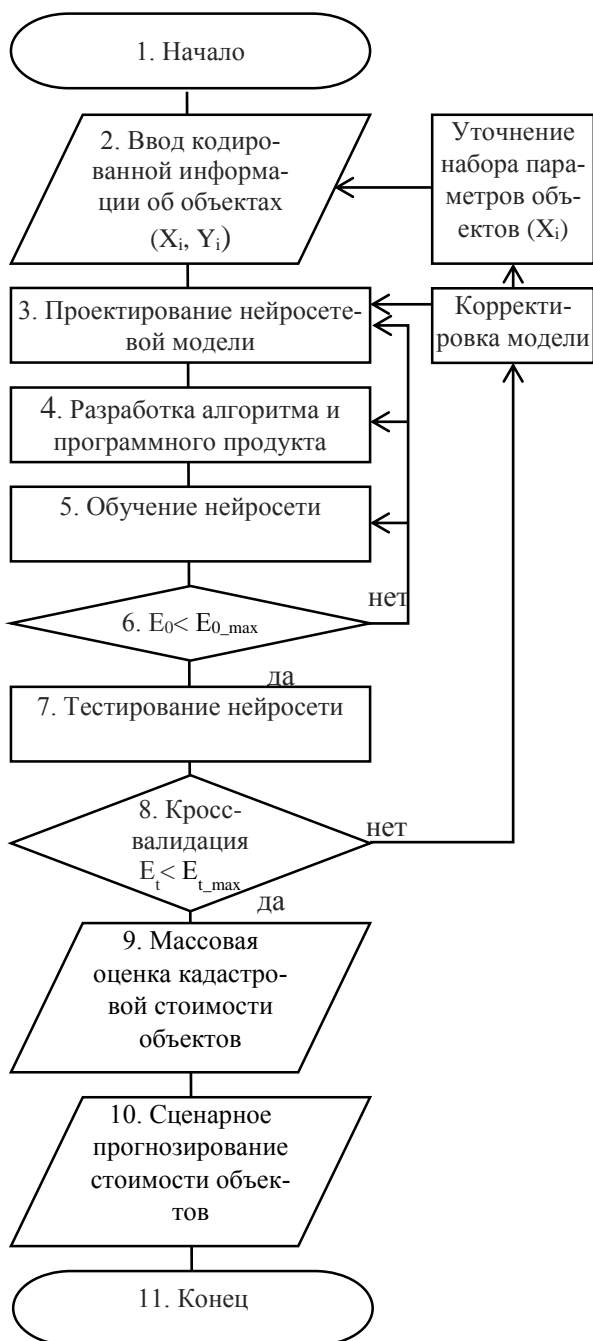 1. Начало
2. Ввод кодиро-
ванной информа-
ции об объектах
(Xi, Yi)
Уточнение
набора пара-
метров объ-
ектов (Xi)
3. Проектирование нейросете-
вой модели
Корректи-
ровка модели
4. Разработка алгоритма и
программного продукта
5. Обучение нейросети
6. E0< E0_max
нет
да
7. Тестирование нейросети
8. Кросс-
валидация
Et< Et_max
нет
да
9. Массовая
оценка кадастро-
вой стоимости
объектов
10. Сценарное
прогнозирование
стоимости объек-
тов
11. Конец